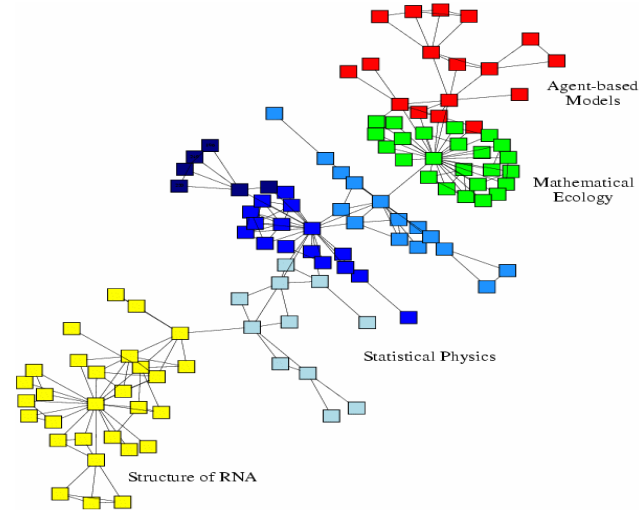 Agent-based
Models
Mathematical
Ecology
Statistical Physics
Structure of RNA